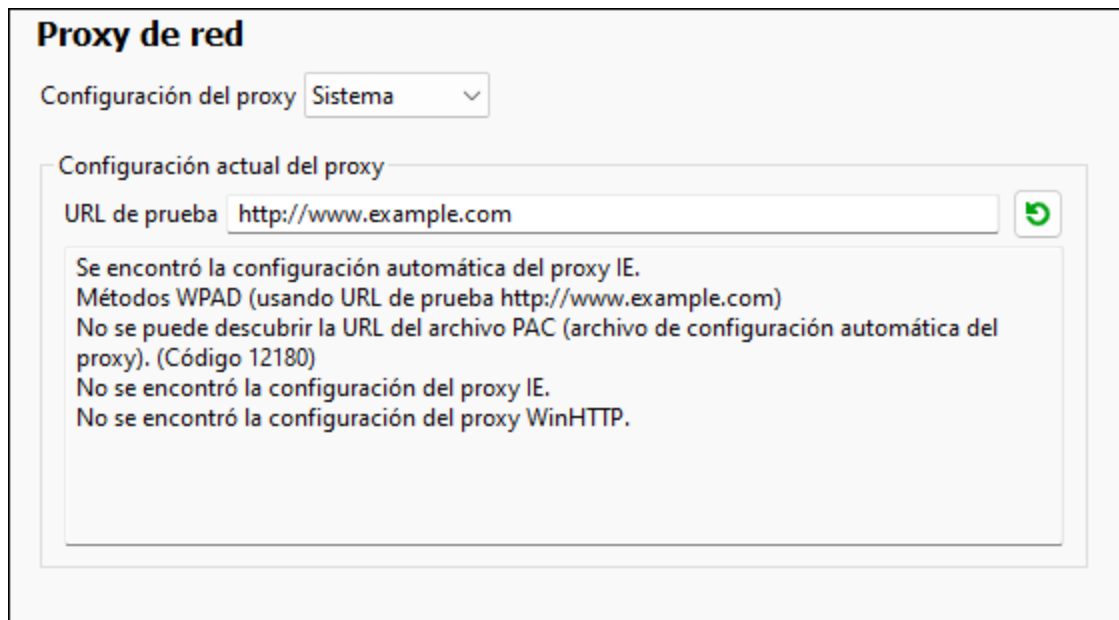 Proxy de red
Configuración del proxy Sistema
Configuración actual del proxy
URL de prueba http://www.example.com
Se encontró la configuración automática del proxy IE.
Métodos WPAD (usando URL de prueba http://www.example.com)
No se puede descubrir la URL del archivo PAC (archivo de configuración automática del
proxy). (Código 12180)
No se encontró la configuración del proxy IE.
No se encontró la configuración del proxy WinHTTP.